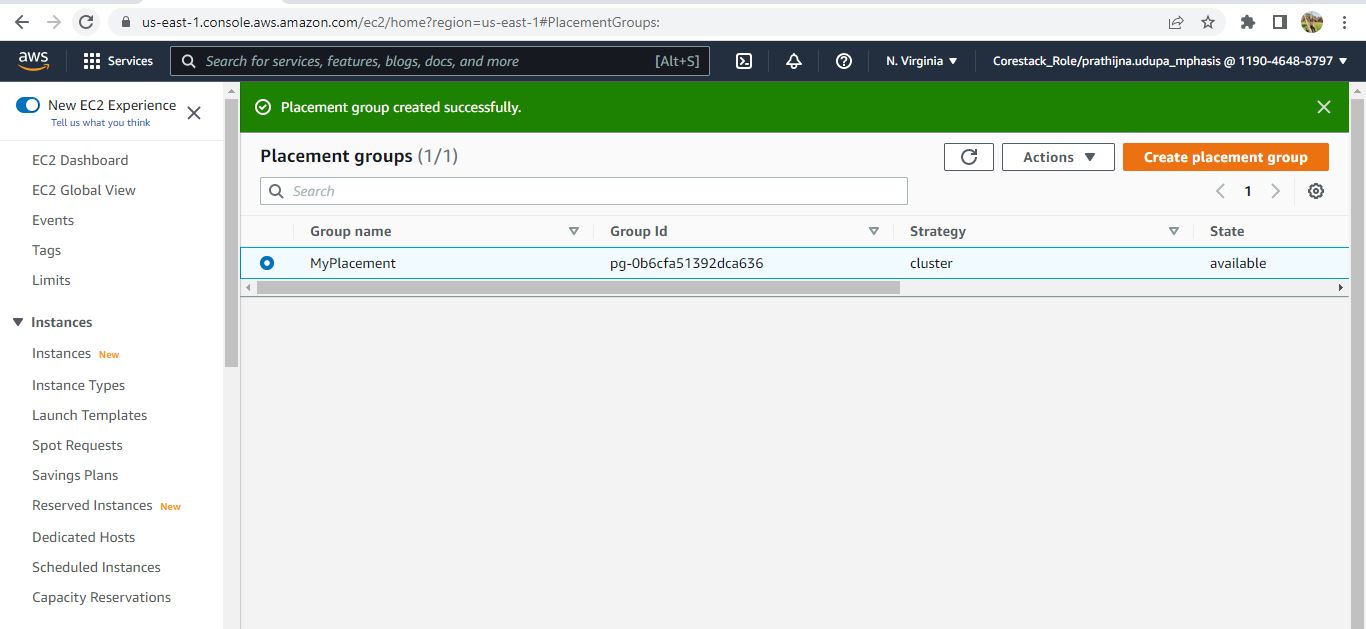 us-east-1.console.aws.amazon.com/ec2/home?region=us-east-1#PlacementGroups:
aws Services Search for services, features, blogs, docs, and more [Alt+S] N. Virginia Corestack_Role/prathijna.udupa_mphasis @ 1190-4648-8797
New EC2 Experience
Tell us what you think
EC2 Dashboard
EC2 Global View
Events
Tags
Limits
Instances
Instances New
Instance Types
Launch Templates
Spot Requests
Savings Plans
Reserved Instances New
Dedicated Hosts
Scheduled Instances
Capacity Reservations
Placement group created successfully.
Placement groups (1/1)
Actions
Create placement group
Search
1
Group name Group Id Strategy State
MyPlacement pg-0b6cfa51392dca636 cluster available